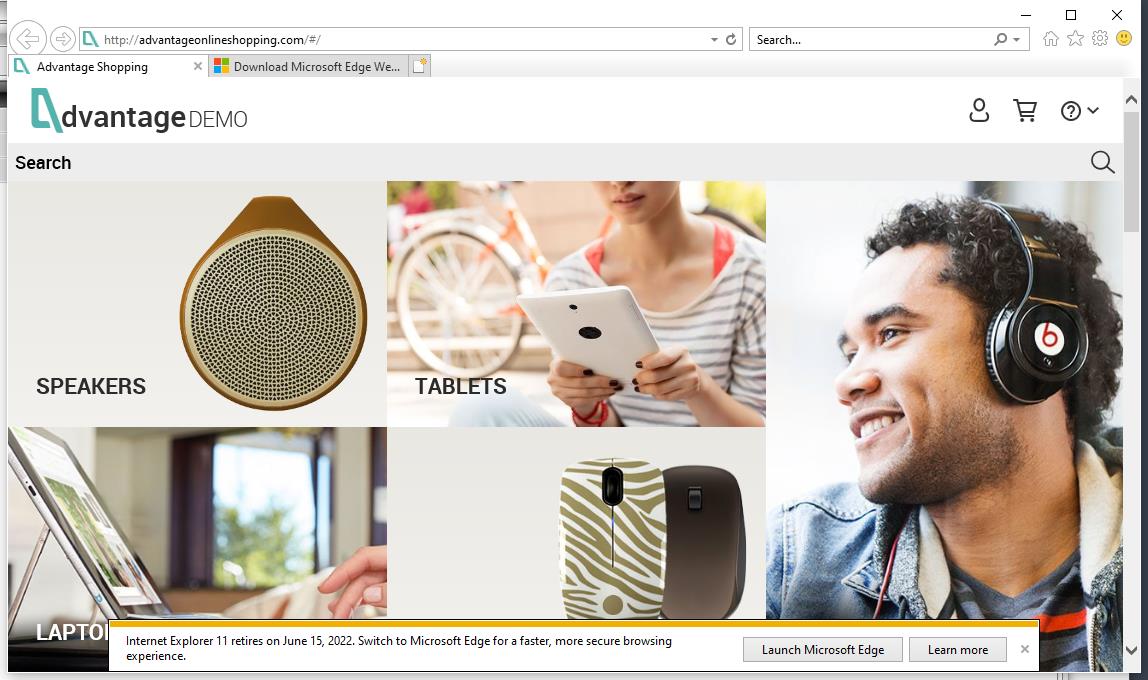 http://advantageonlineshopping.com/#/
Search...
Advantage Shopping
Download Microsoft Edge We...
dvantage DEMO
Search
SPEAKERS
TABLETS
LAPTO
Internet Explorer 11 retires on June 15, 2022. Switch to Microsoft Edge for a faster, more secure browsing
experience.
Launch Microsoft Edge
Learn more